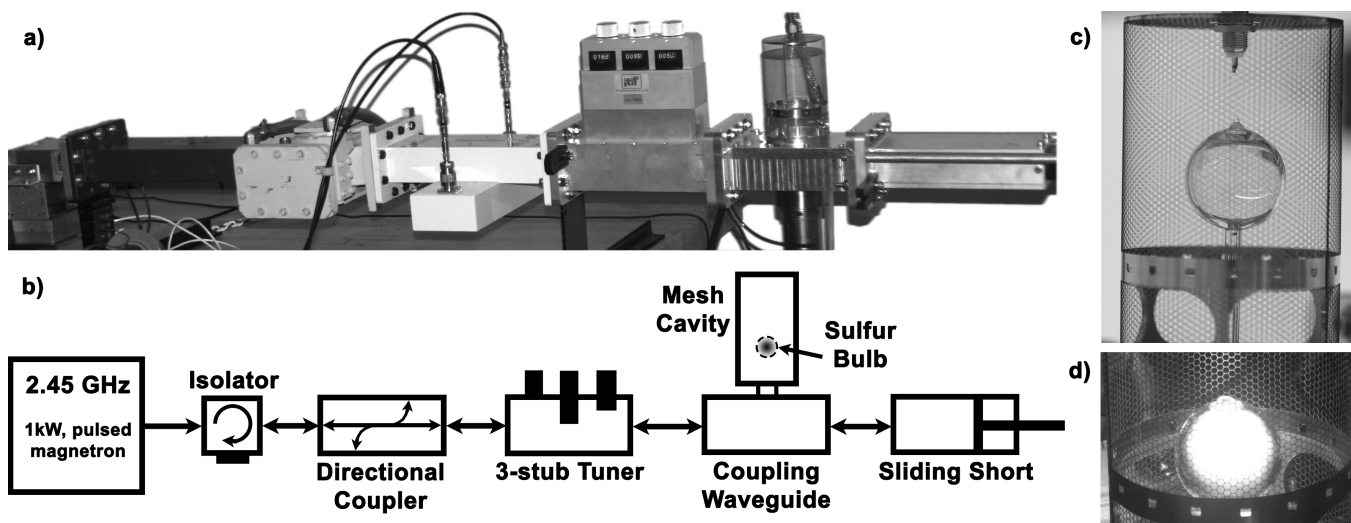 a)
c)
b)
d)
2.45 GHz
1kW, pulsed
magnetron
Isolator
Directional
Coupler
3-stub Tuner
Mesh
Cavity
Sulfur
Bulb
Coupling
Waveguide
Sliding Short